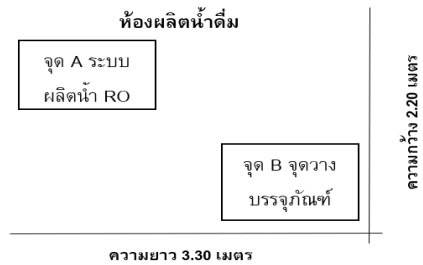 ห้องผลิตน้ำดื่ม
จุด A ระบบ
ผลิตน้ำ RO
จุด B จุดวาง
บรรจุภัณฑ์
ความกว้าง 2.20 เมตร
ความยาว 3.30 เมตร